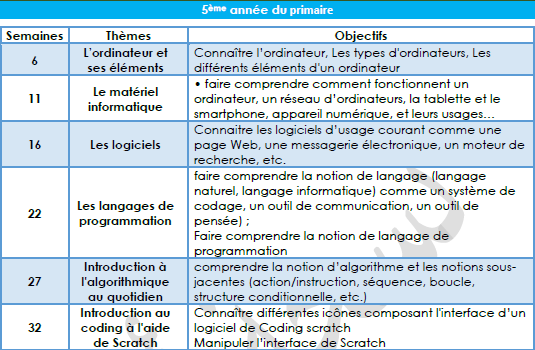 5ème année du primaire
Semaines Thèmes Objectifs
6 L'ordinateur et ses éléments Connaître l'ordinateur, Les types d'ordinateurs, Les
différents éléments d'un ordinateur
11 Le matériel informatique • faire comprendre comment fonctionnent un
ordinateur, un réseau d'ordinateurs, la tablette et le
smartphone, appareil numérique, et leurs usages…
16 Les logiciels Connaitre les logiciels d'usage courant comme une
page Web, une messagerie électronique, un moteur de
recherche, etc.
22 Les langages de programmation faire comprendre la notion de langage (langage
naturel, langage informatique) comme un système de
codage, un outil de communication, un outil de
pensée) ;
Faire comprendre la notion de langage de
programmation
27 Introduction à l'algorithmique au quotidien comprendre la notion d'algorithme et les notions sous-
jacentes (action/instruction, séquence, boucle,
structure conditionnelle, etc.)
32 Introduction au coding à l'aide de Scratch Connaître différentes icônes composant l'interface d'un
logiciel de Coding scratch
Manipuler l'interface de Scratch